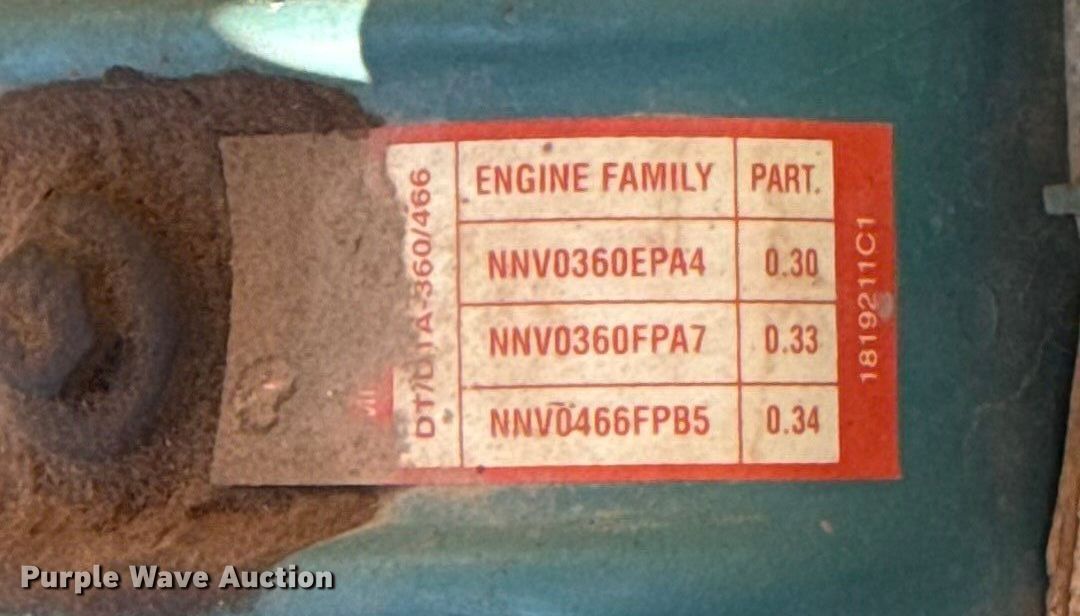 DT/DTA-360/466
ENGINE FAMILY PART.
NNV0360EPA4 0.30
NNV0360FPA7 0.33
NNV0466FPB5 0.34
1819211C1
Purple Wave Auction